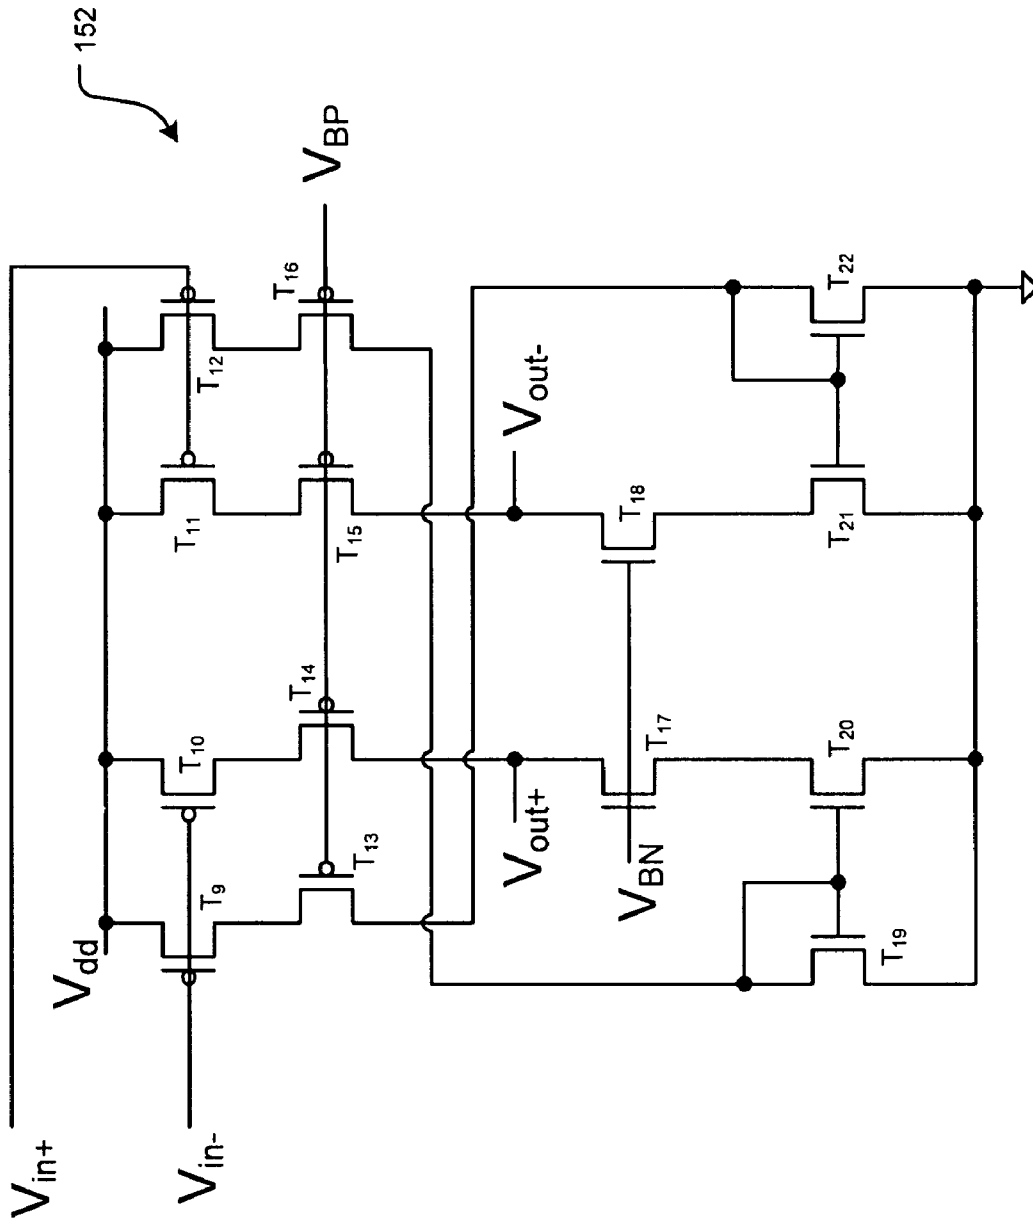 152
V_in+
V_in-
V_dd
V_BP
T_9
T_10
T_11
T_12
T_13
T_14
T_15
T_16
V_out+
V_out-
V_BN
T_17
T_18
T_19
T_20
T_21
T_22